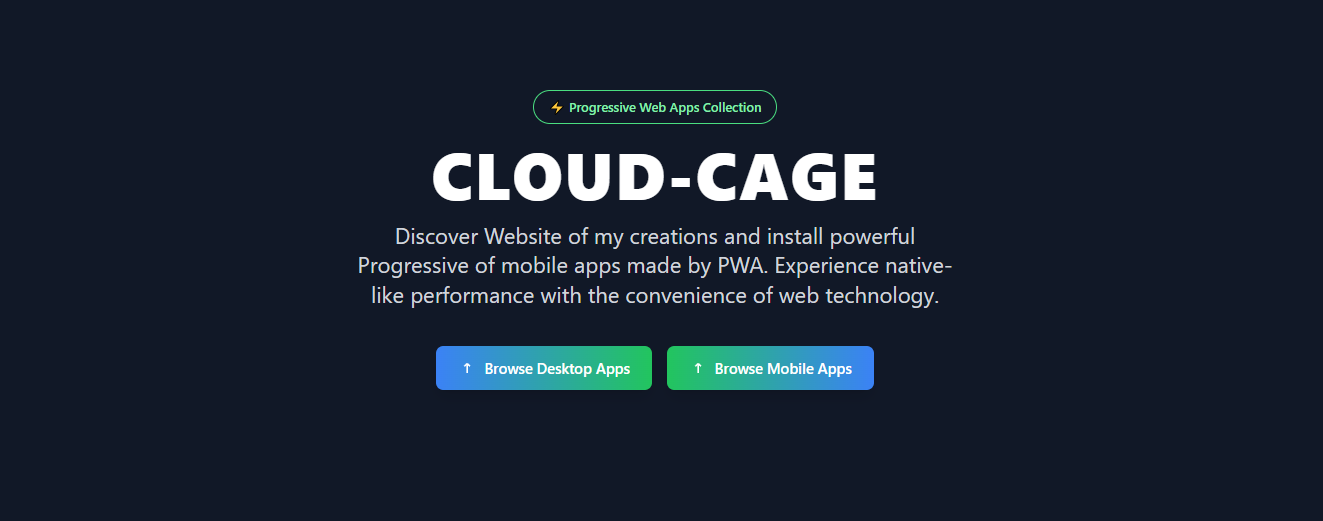 ⚡ Progressive Web Apps Collection
CLOUD-CAGE
Discover Website of my creations and install powerful
Progressive of mobile apps made by PWA. Experience native-
like performance with the convenience of web technology.
↑ Browse Desktop Apps
↑ Browse Mobile Apps